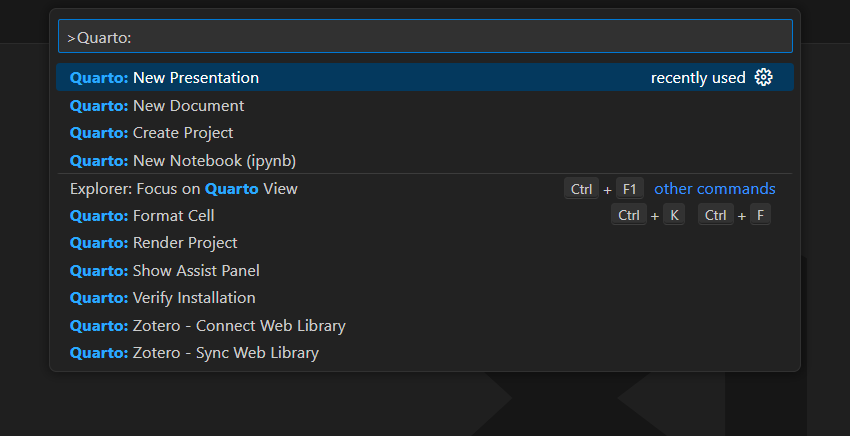 >Quarto:
Quarto: New Presentation recently used
Quarto: New Document
Quarto: Create Project
Quarto: New Notebook (ipynb)
Explorer: Focus on Quarto View Ctrl + F1 other commands
Quarto: Format Cell Ctrl + K Ctrl + F
Quarto: Render Project
Quarto: Show Assist Panel
Quarto: Verify Installation
Quarto: Zotero - Connect Web Library
Quarto: Zotero - Sync Web Library